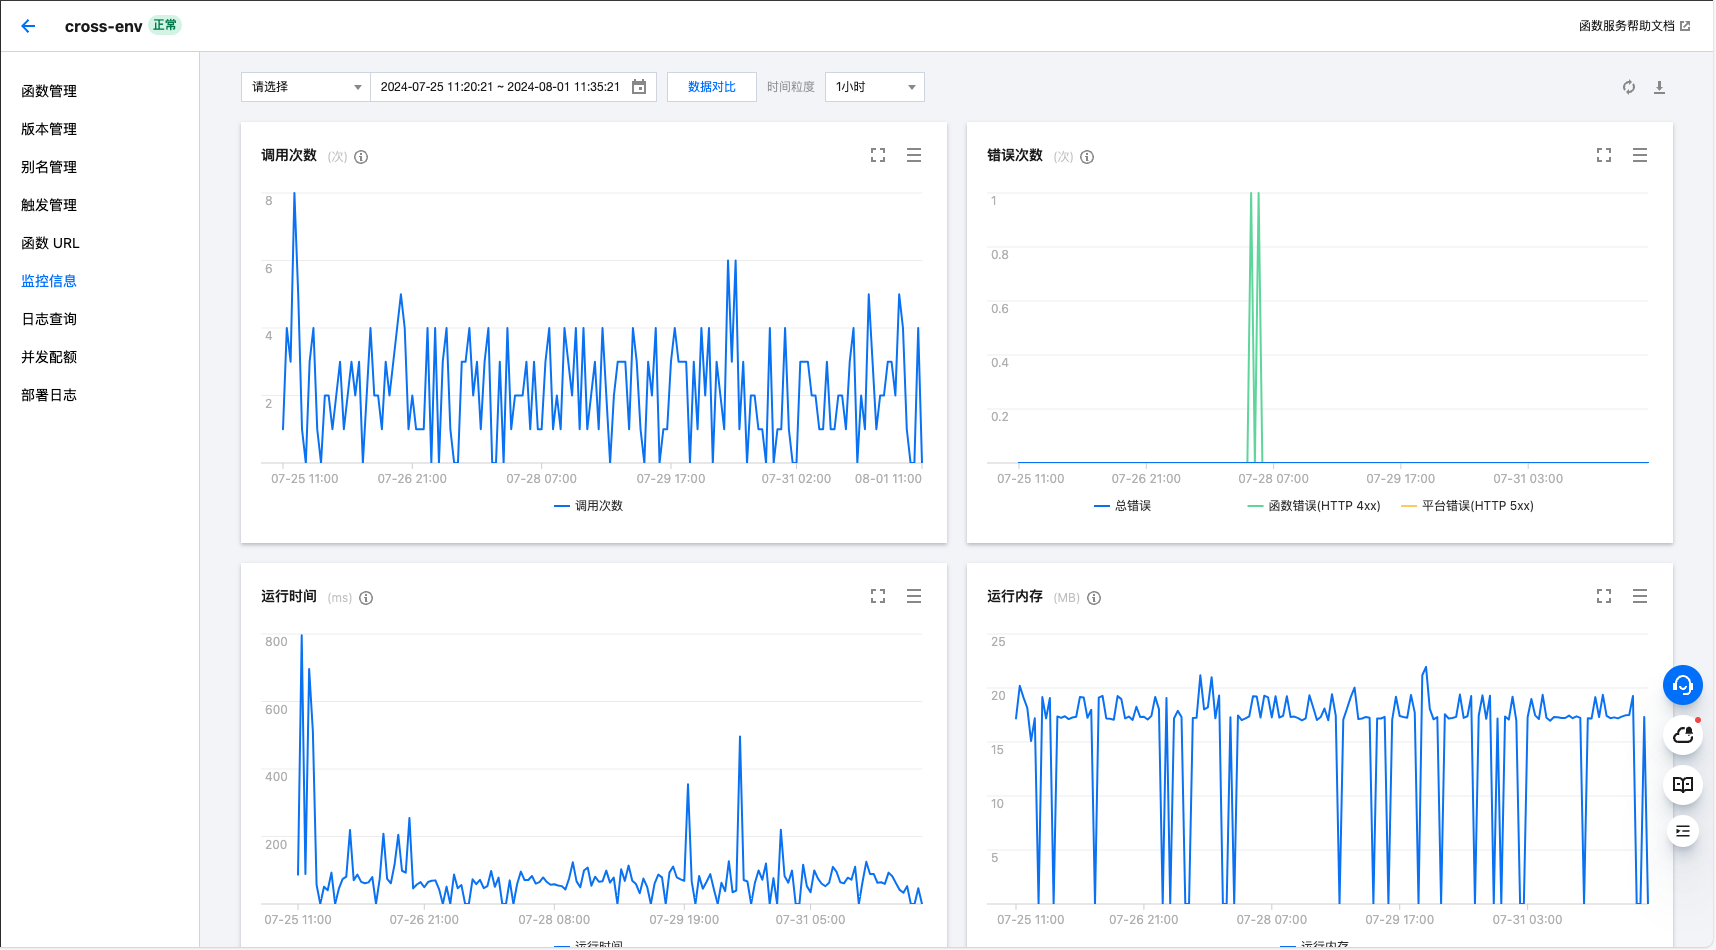 cross-env 正常
函数服务帮助文档
函数管理
版本管理
别名管理
触发管理
函数 URL
监控信息
日志查询
并发配额
部署日志
请选择 2024-07-25 11:20:21 ~ 2024-08-01 11:35:21 数据对比 时间粒度 1小时
调用次数 (次)
8
6
4
2
07-25 11:00 07-26 21:00 07-28 07:00 07-29 17:00 07-31 02:00 08-01 11:00
调用次数
错误次数 (次)
1
0.8
0.6
0.4
0.2
07-25 11:00 07-26 21:00 07-28 07:00 07-29 17:00 07-31 03:00
总错误 函数错误(HTTP 4xx) 平台错误(HTTP 5xx)
运行时间 (ms)
800
600
400
200
07-25 11:00 07-26 21:00 07-28 08:00 07-29 19:00 07-31 05:00
运行时间
运行内存 (MB)
25
20
15
10
5
07-25 11:00 07-26 21:00 07-28 07:00 07-29 17:00 07-31 03:00
运行内存